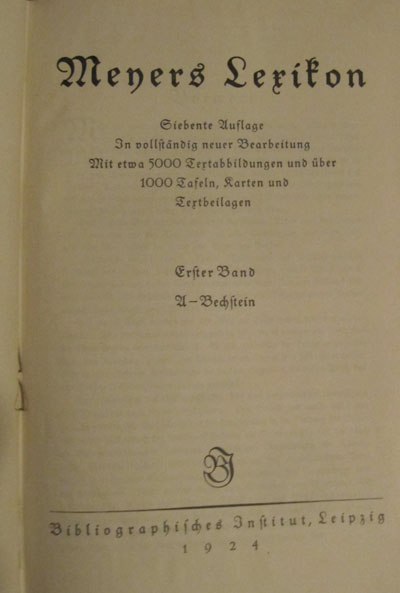 Meyers Lexikon
Siebente Auflage
In vollständig neuer Bearbeitung
Mit etwa 5000 Textabbildungen und über
1000 Tafeln, Karten und
Textbeilagen
Erster Band
A–Bechstein
BJ
Bibliographisches Institut, Leipzig
1924